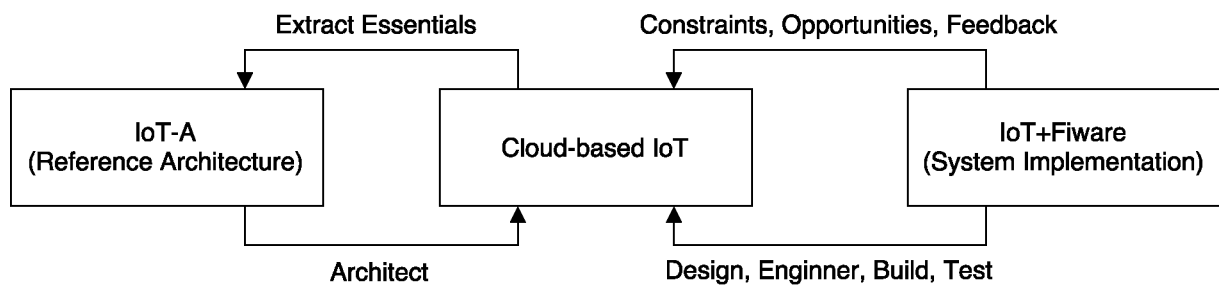 Extract Essentials
Constraints, Opportunities, Feedback
IoT-A
(Reference Architecture)
Cloud-based IoT
IoT+Fiware
(System Implementation)
Architect
Design, Enginner, Build, Test